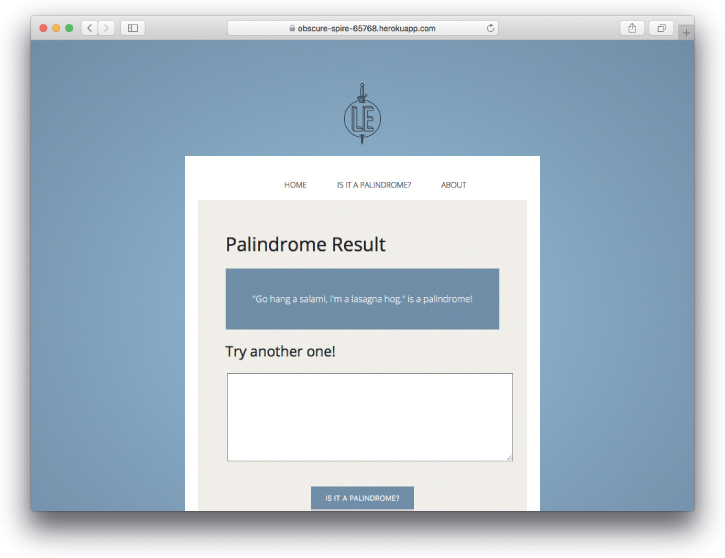 obscure-spire-65768.herokuapp.com
LE
HOME IS IT A PALINDROME? ABOUT
Palindrome Result
"Go hang a salami, I'm a lasagna hog." is a palindrome!
Try another one!
IS IT A PALINDROME?